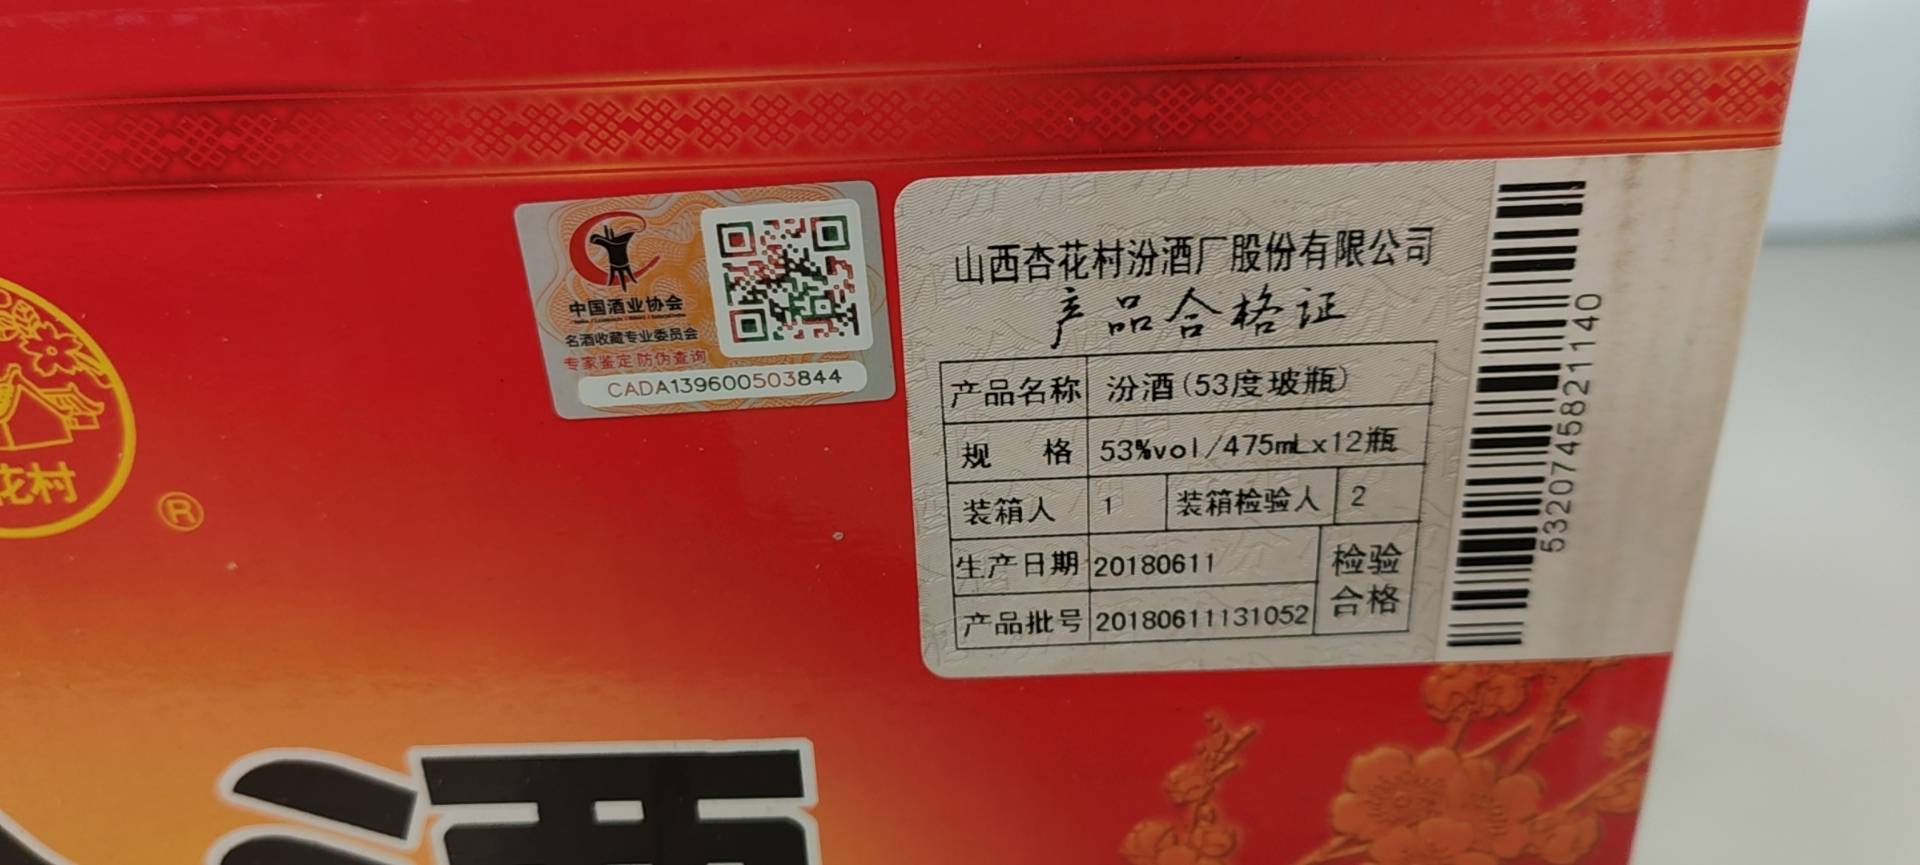 中国酒业协会
名酒收藏专业委员会
专家鉴定 防伪查询
CADA139600503844
山西杏花村汾酒厂股份有限公司
产品合格证
产品名称 汾酒(53度玻瓶)
规 格 53%vol/475mLx12瓶
装箱人 1 装箱检验人 2
生产日期 20180611 检验
产品批号 20180611131052 合格
5320745821140
花村
®
酒